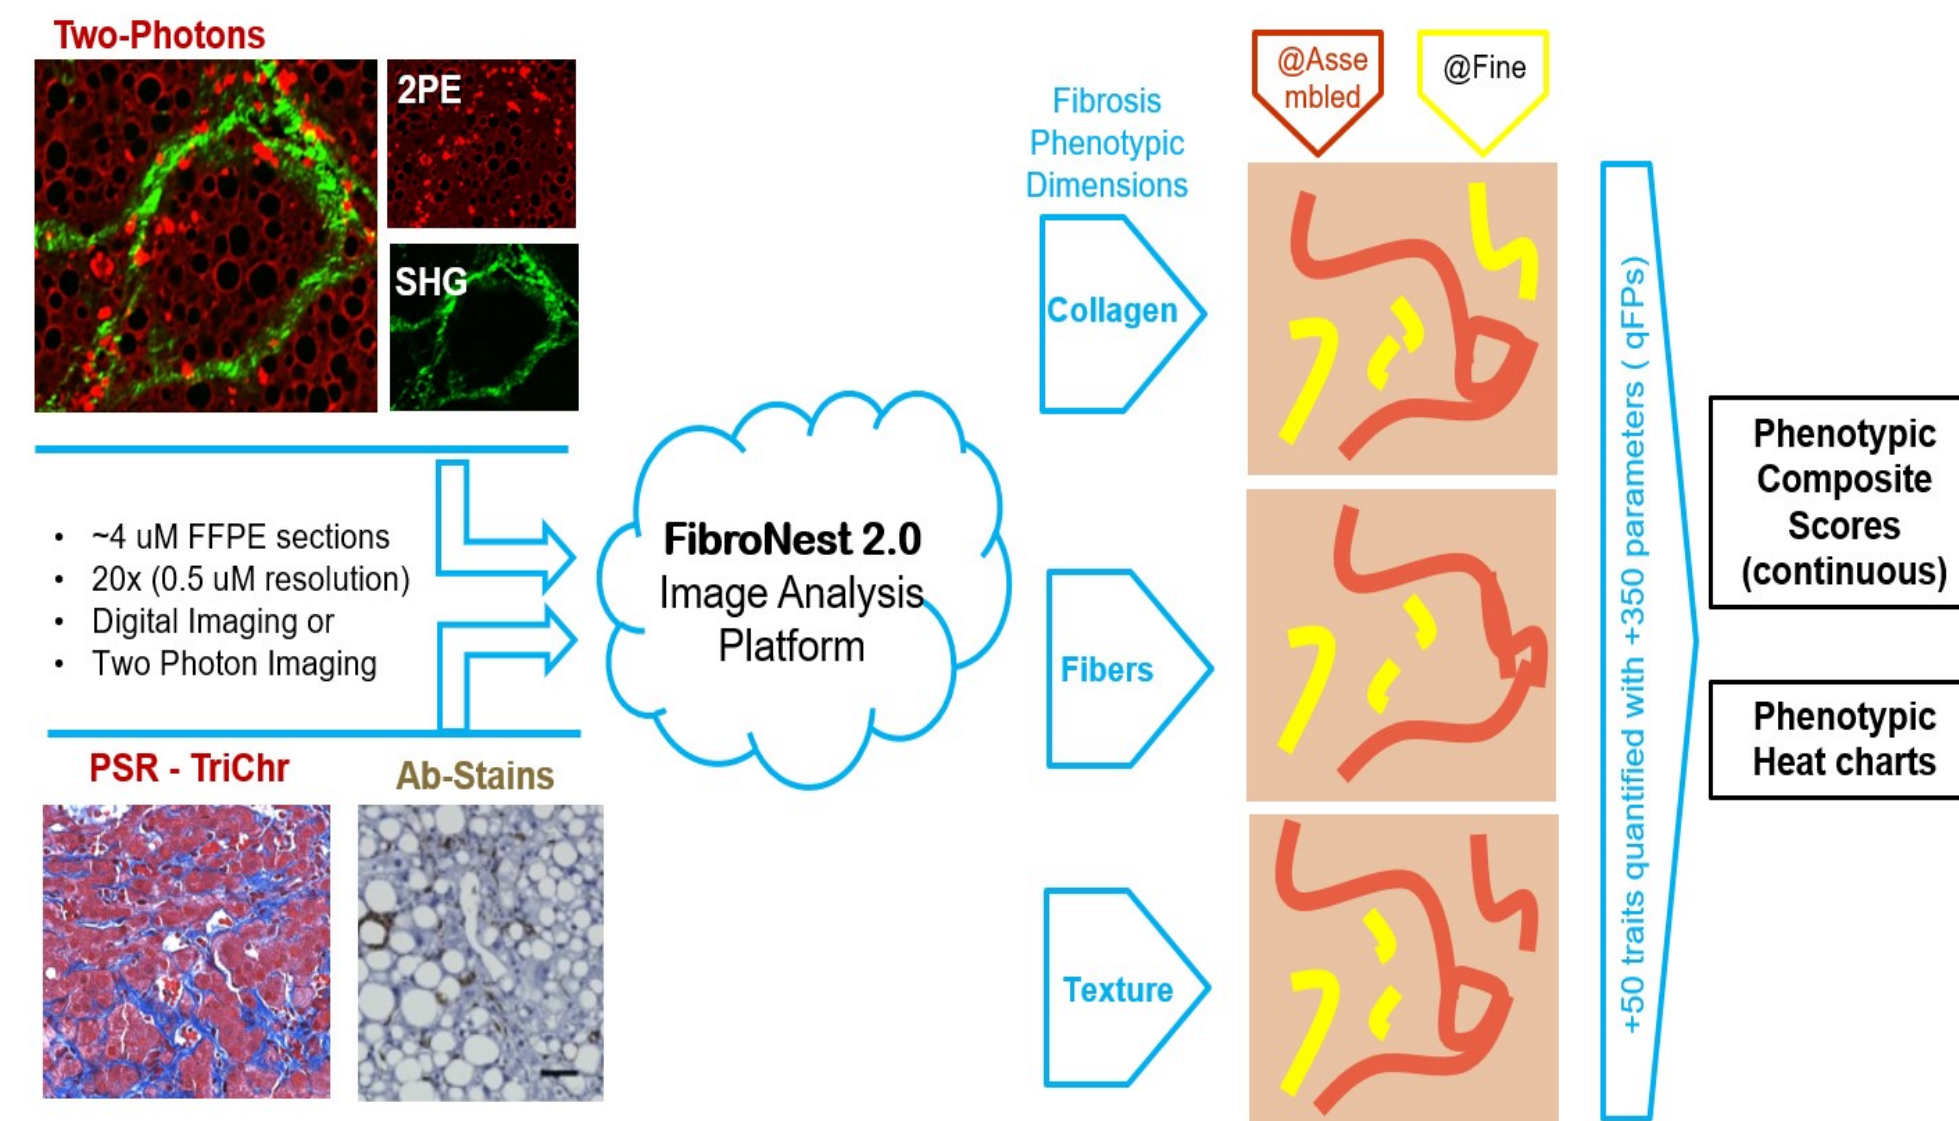 Two-Photons
2PE
SHG
• ~4 uM FFPE sections
• 20x (0.5 uM resolution)
• Digital Imaging or
• Two Photon Imaging
PSR - TriChr
Ab-Stains
FibroNest 2.0
Image Analysis
Platform
Fibrosis
Phenotypic
Dimensions
Collagen
Fibers
Texture
@Asse
mbled
@Fine
+50 traits quantified with +350 parameters ( qFPs)
Phenotypic
Composite
Scores
(continuous)
Phenotypic
Heat charts